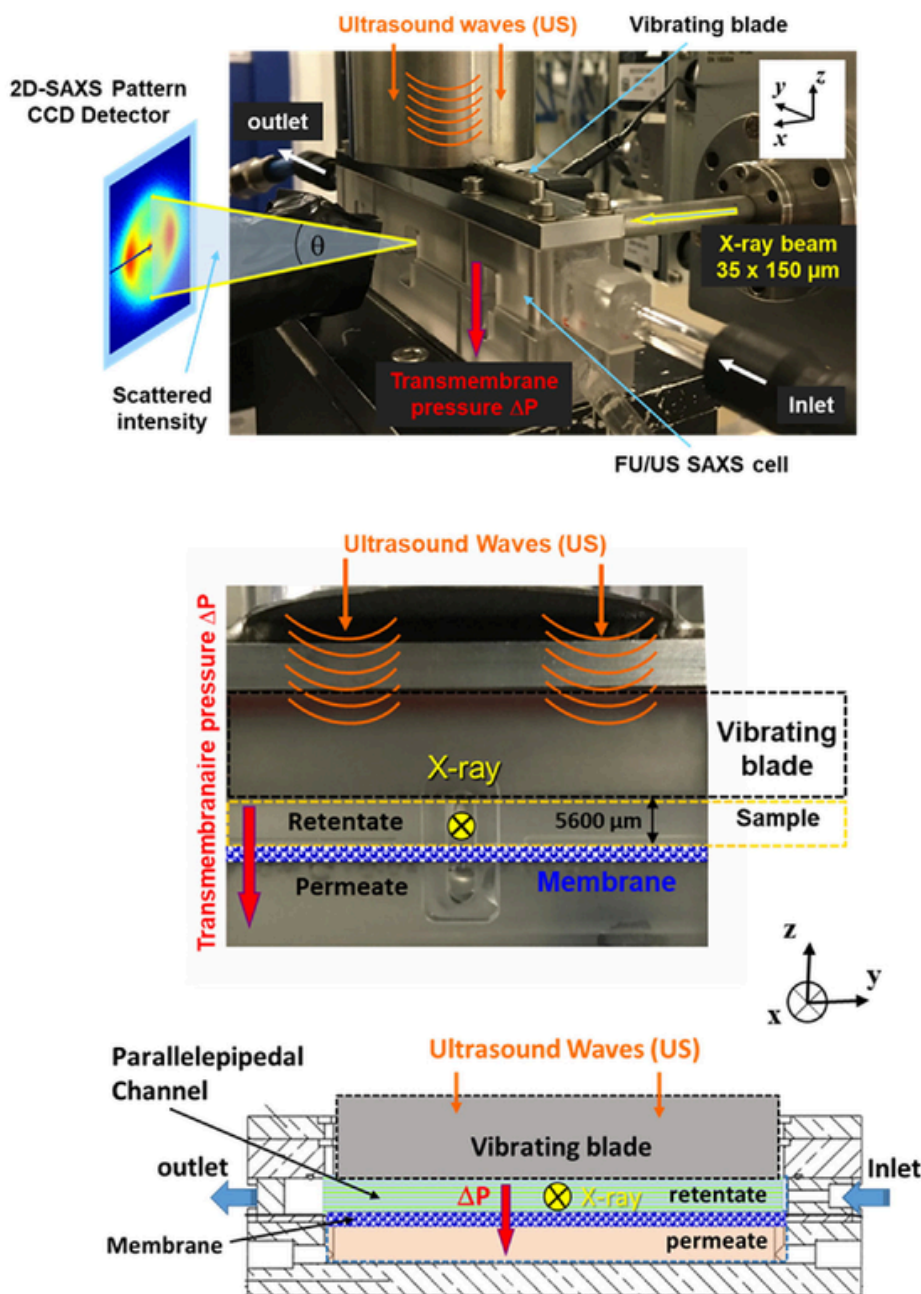 Ultrasound waves (US)
Vibrating blade
2D-SAXS Pattern
CCD Detector
outlet
z
y
x
θ
X-ray beam
35 x 150 µm
Scattered
intensity
Transmembrane
pressure ΔP
Inlet
FU/US SAXS cell
Ultrasound Waves (US)
Transmembranaire pressure ΔP
Vibrating
blade
X-ray
Retentate
5600 µm
Sample
Permeate
Membrane
z
y
x
Parallelepipedal
Channel
Ultrasound Waves (US)
Vibrating blade
outlet
Inlet
ΔP
X-ray
retentate
Membrane
permeate